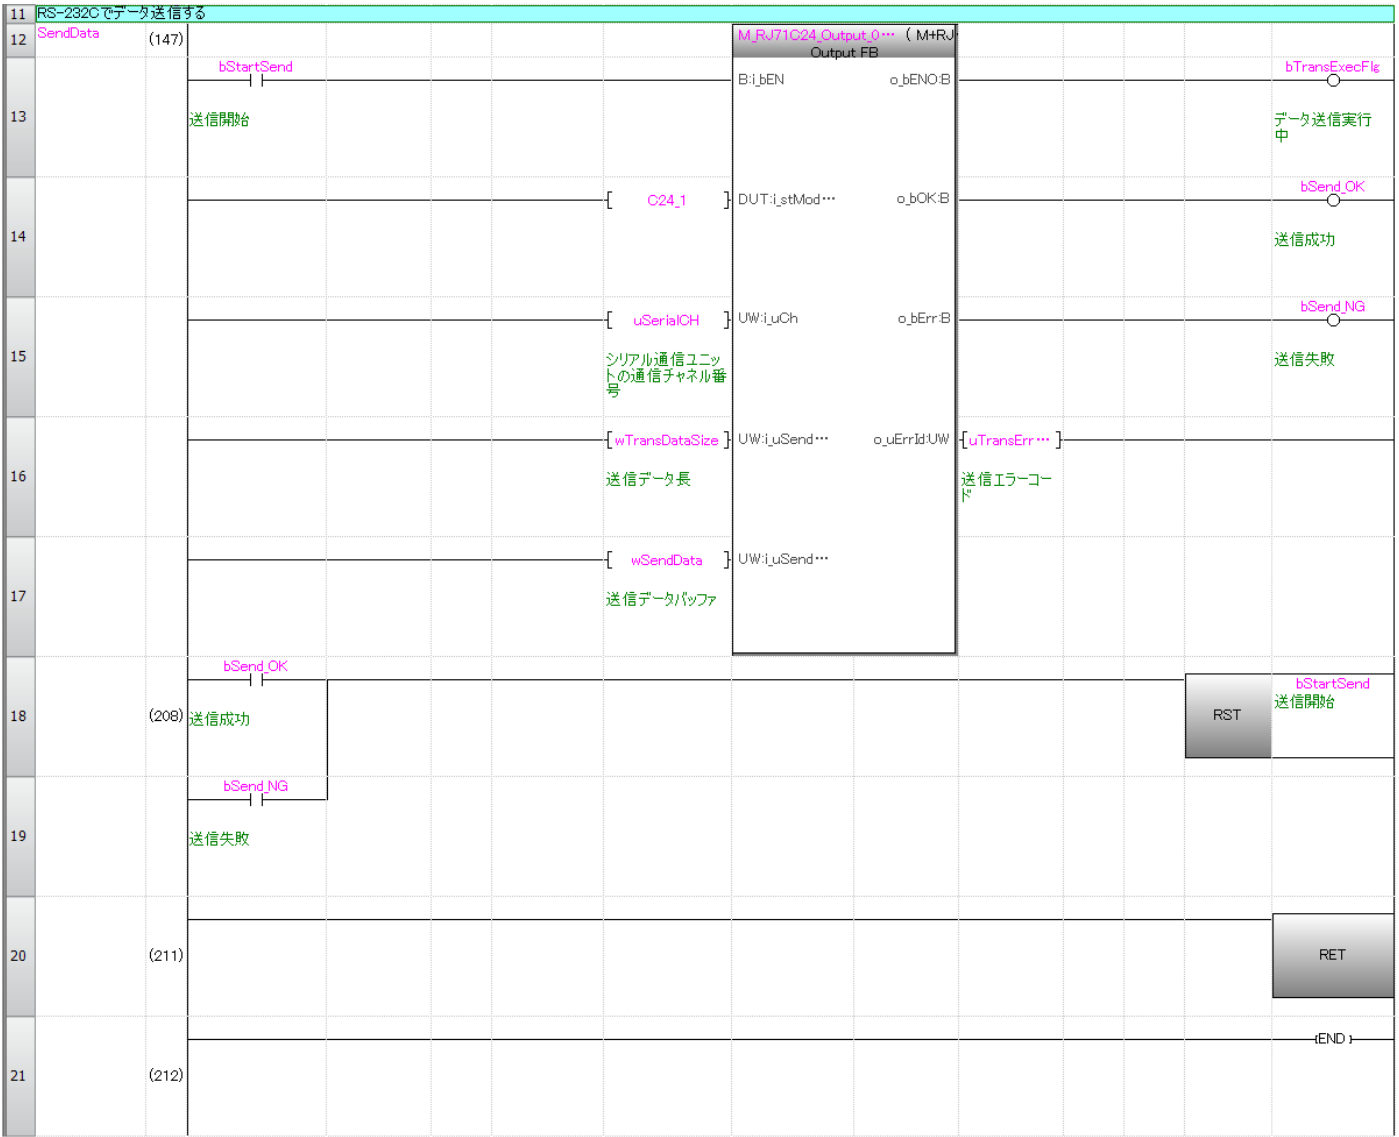 11 RS-232Cでデータ送信する
12 SendData (147) M_RJ71C24_Output_0… ( M+RJ
Output FB
bStartSend bTransExecFlg
B:i_bEN o_bENO:B
13 送信開始 データ送信実行
中
bSend_OK
C24_1 DUT:i_stMod… o_bOK:B
14 送信成功
bSend_NG
uSerialCH UW:i_uCh o_bErr:B
15 シリアル通信ユニッ 送信失敗
トの通信チャネル番
号
wTransDataSize UW:i_uSend… o_uErrId:UW uTransErr…
16 送信データ長 送信エラーコー
ド
wSendData UW:i_uSend…
17 送信データバッファ
bSend_OK bStartSend
18 (208) 送信成功 RST 送信開始
bSend_NG
19 送信失敗
20 (211) RET
END
21 (212)